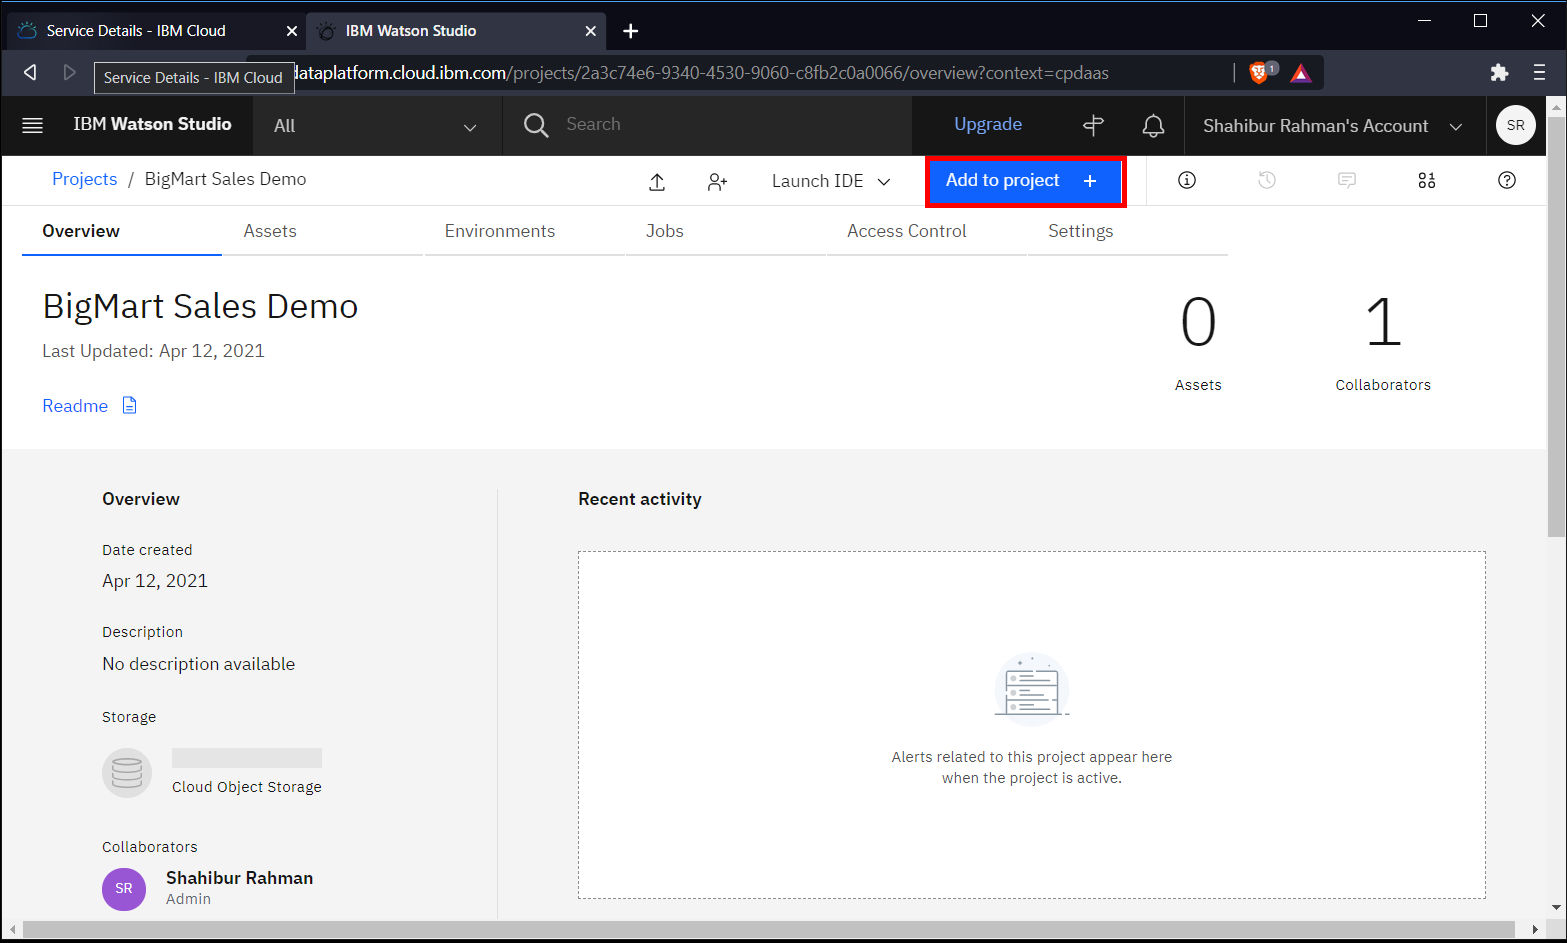 Service Details - IBM Cloud
IBM Watson Studio
Service Details - IBM Cloud
dataplatform.cloud.ibm.com/projects/2a3c74e6-9340-4530-9060-c8fb2c0a0066/overview?context=cpdaas
1
IBM Watson Studio
All
Search
Upgrade
Shahibur Rahman's Account
SR
Projects / BigMart Sales Demo
Launch IDE
Add to project +
Overview
Assets
Environments
Jobs
Access Control
Settings
BigMart Sales Demo
Last Updated: Apr 12, 2021
Readme
0
Assets
1
Collaborators
Overview
Date created
Apr 12, 2021
Description
No description available
Storage
Cloud Object Storage
Collaborators
SR
Shahibur Rahman
Admin
Recent activity
Alerts related to this project appear here
when the project is active.